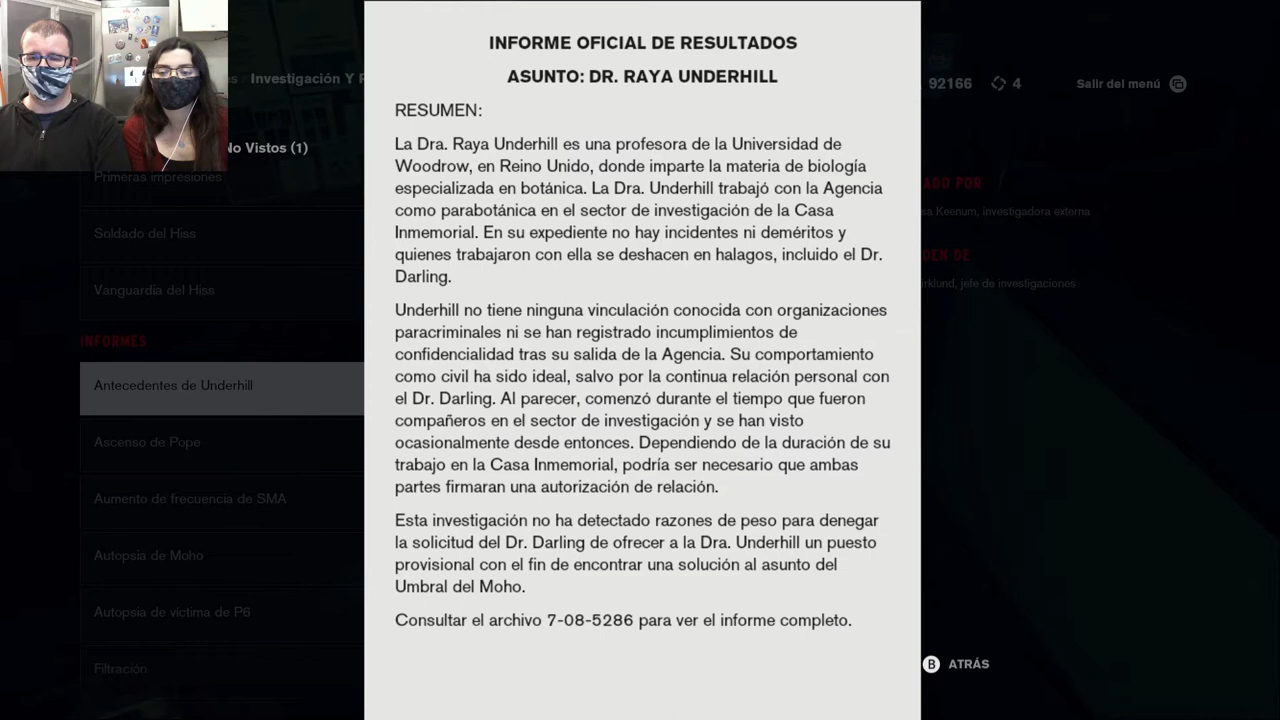 INFORME OFICIAL DE RESULTADOS
ASUNTO: DR. RAYA UNDERHILL
RESUMEN:
La Dra. Raya Underhill es una profesora de la Universidad de
Woodrow, en Reino Unido, donde imparte la materia de biología
especializada en botánica. La Dra. Underhill trabajó con la Agencia
como parabotánica en el sector de investigación de la Casa
Inmemorial. En su expediente no hay incidentes ni deméritos y
quienes trabajaron con ella se deshacen en halagos, incluido el Dr.
Darling.
Underhill no tiene ninguna vinculación conocida con organizaciones
paracriminales ni se han registrado incumplimientos de
confidencialidad tras su salida de la Agencia. Su comportamiento
como civil ha sido ideal, salvo por la continua relación personal con
el Dr. Darling. Al parecer, comenzó durante el tiempo que fueron
compañeros en el sector de investigación y se han visto
ocasionalmente desde entonces. Dependiendo de la duración de su
trabajo en la Casa Inmemorial, podría ser necesario que ambas
partes firmaran una autorización de relación.
Esta investigación no ha detectado razones de peso para denegar
la solicitud del Dr. Darling de ofrecer a la Dra. Underhill un puesto
provisional con el fin de encontrar una solución al asunto del
Umbral del Moho.
Consultar el archivo 7-08-5286 para ver el informe completo.
Investigación Y
92166 4 Salir del menú
No Vistos (1)
Primeras impresiones
Soldado del Hiss
Vanguardia del Hiss
INFORMES
Antecedentes de Underhill
Ascenso de Pope
Aumento de frecuencia de SMA
Autopsia de Moho
Autopsia de víctima de P6
Filtración
ADO POR
Keenum, investigadora externa
DEN DE
rklund, jefe de investigaciones
B ATRÁS